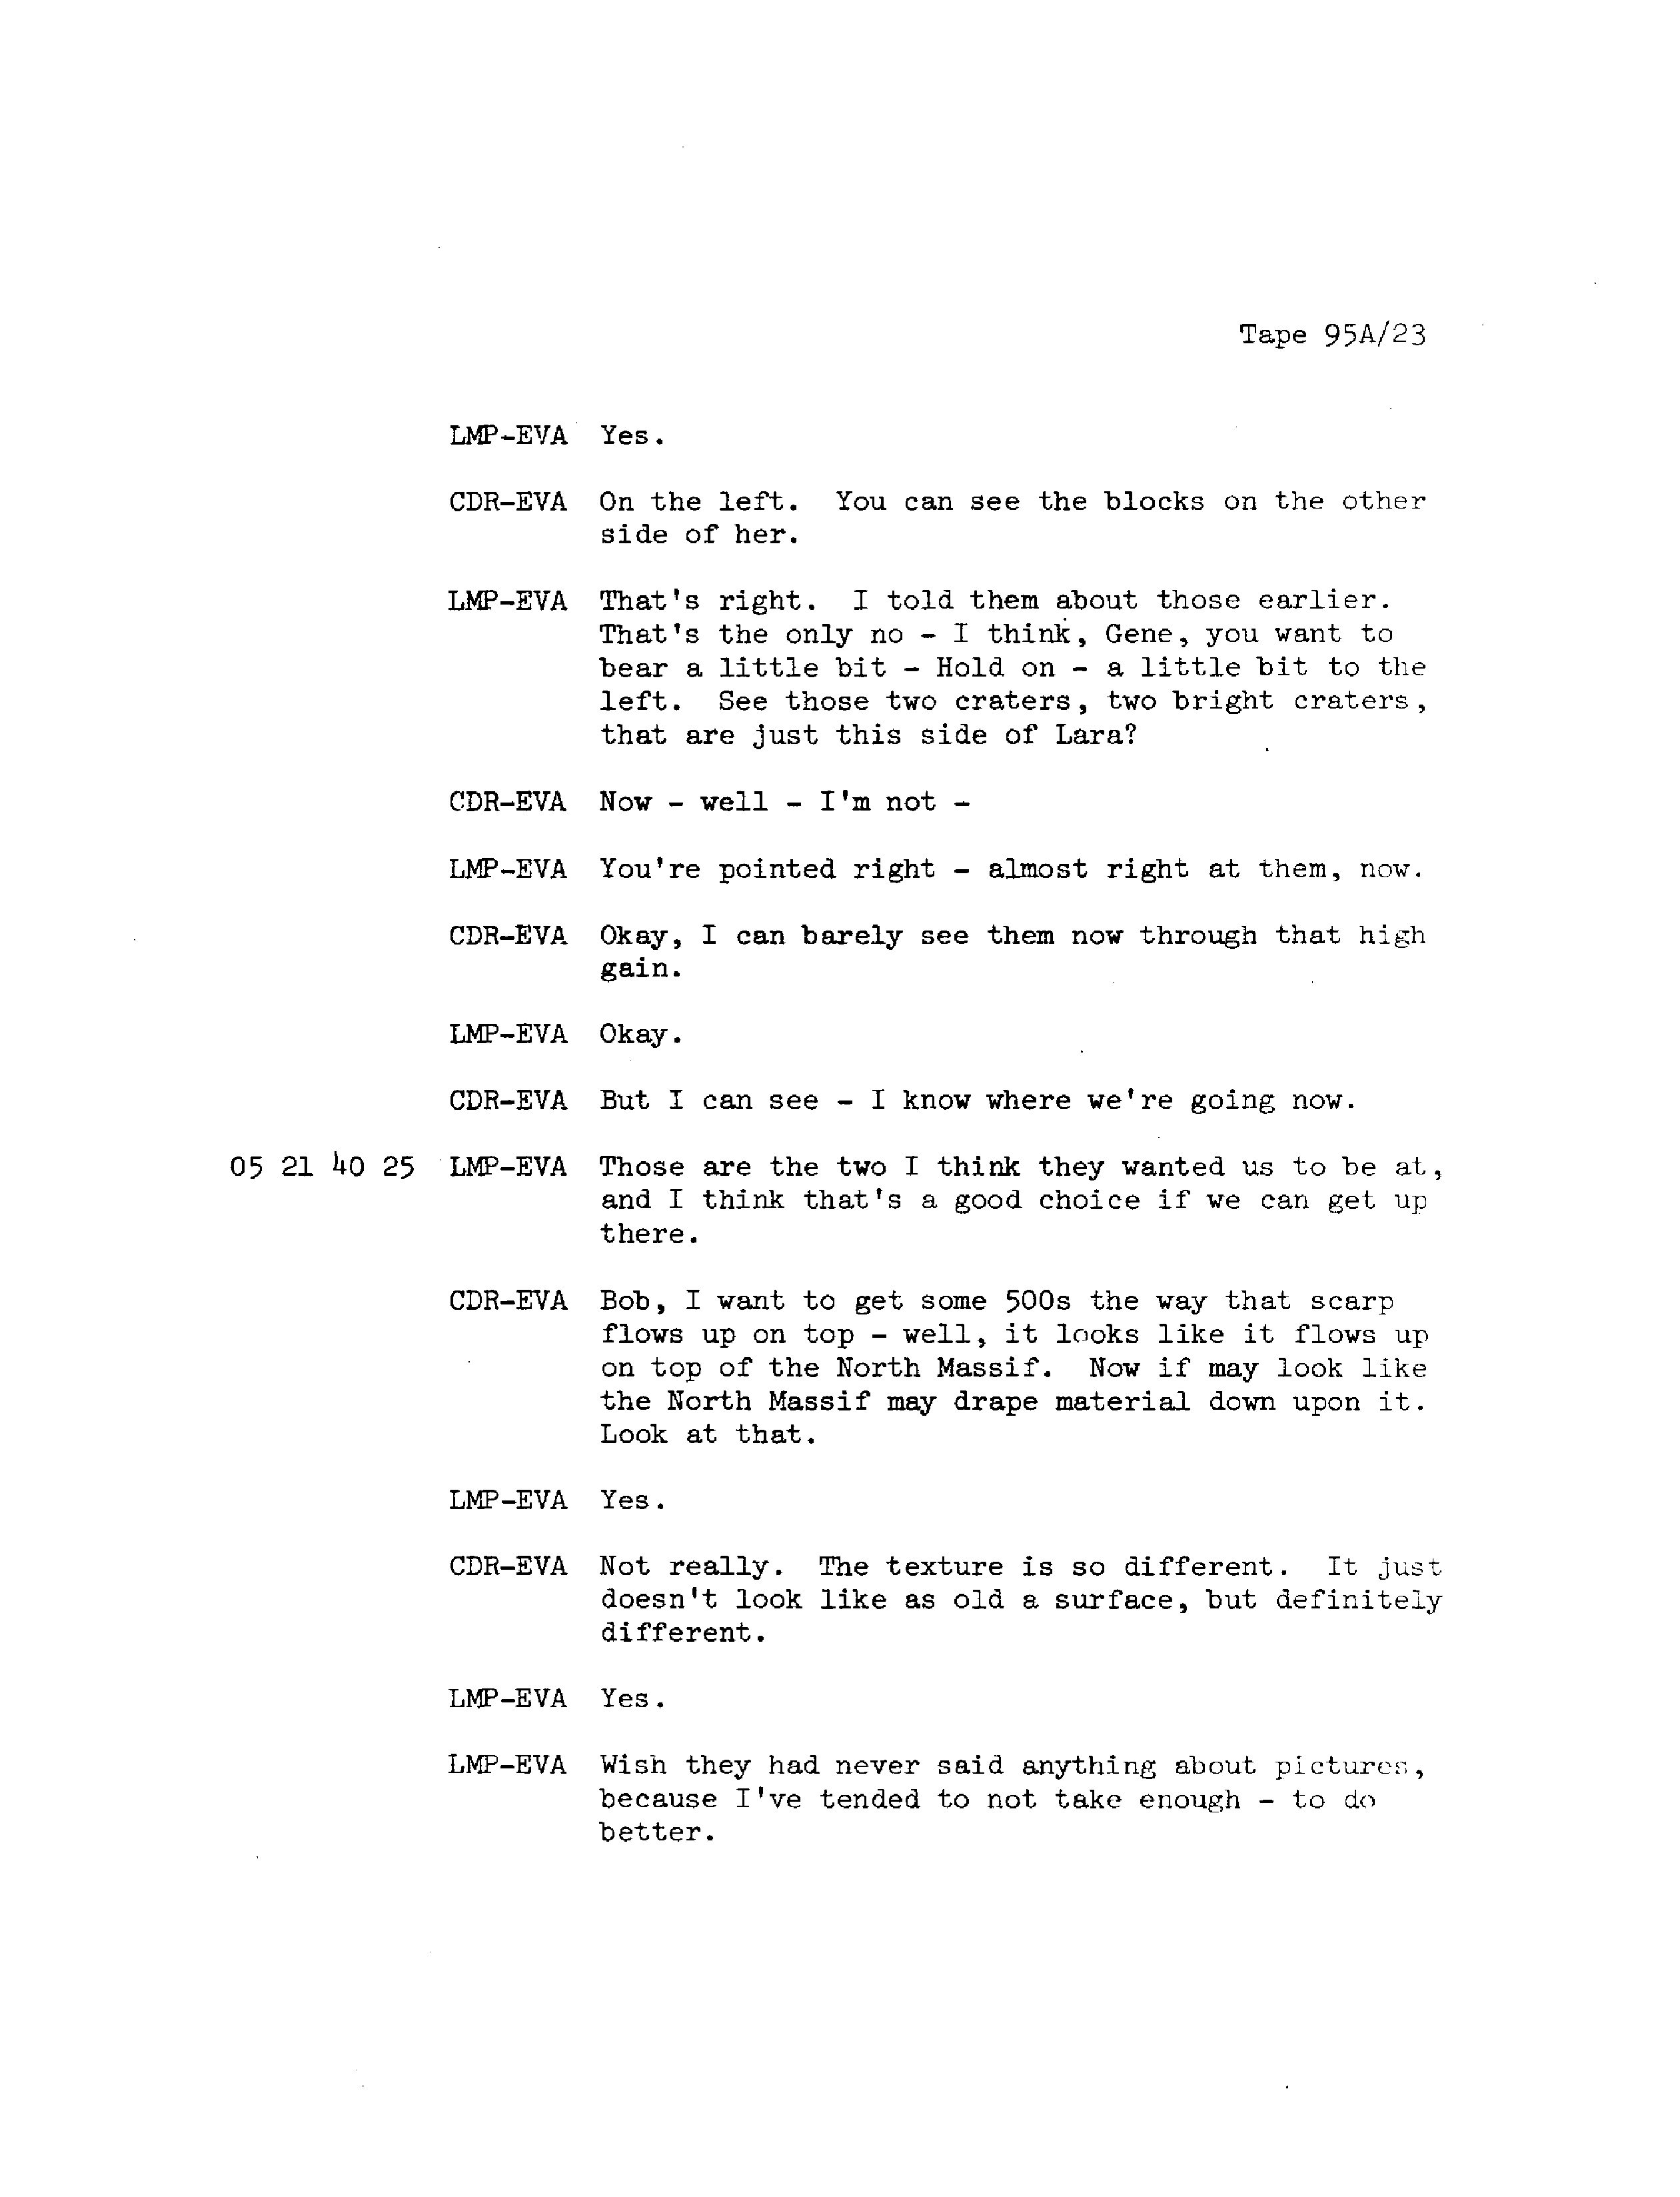 Tape 95A/23
LMP-EVA Yes.
CDR-EVA On the left. You can see the blocks on the other
side of her.
LMP-EVA That's right. I told them about those earlier.
That's the only no - I think, Gene, you want to
bear a little bit - Hold on - a little bit to the
left. See those two craters, two bright craters,
that are just this side of Lara?
CDR-EVA Now - well - I'm not -
LMP-EVA You're pointed right - almost right at them, now.
CDR-EVA Okay, I can barely see them now through that high
gain.
LMP-EVA Okay.
CDR-EVA But I can see - I know where we're going now.
05 21 40 25 LMP-EVA Those are the two I think they wanted us to be at,
and I think that's a good choice if we can get up
there.
CDR-EVA Bob, I want to get some 500s the way that scarp
flows up on top - well, it looks like it flows up
on top of the North Massif. Now if may look like
the North Massif may drape material down upon it.
Look at that.
LMP-EVA Yes.
CDR-EVA Not really. The texture is so different. It just
doesn't look like as old a surface, but definitely
different.
LMP-EVA Yes.
LMP-EVA Wish they had never said anything about pictures,
because I've tended to not take enough - to do
better.